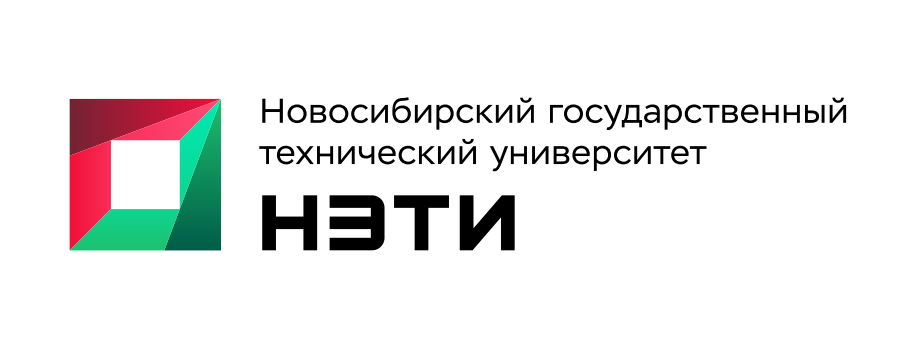 Новосибирский государственный
технический университет
НЭТИ